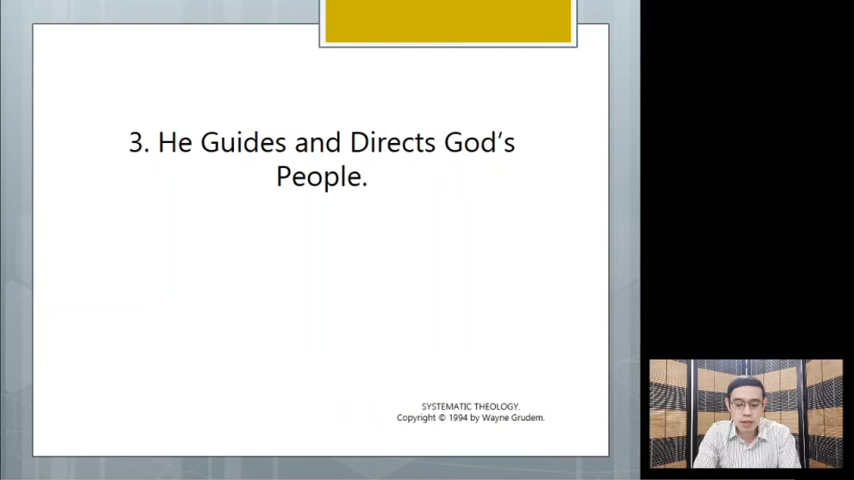 3. He Guides and Directs God's
People.
SYSTEMATIC THEOLOGY.
Copyright © 1994 by Wayne Grudem.